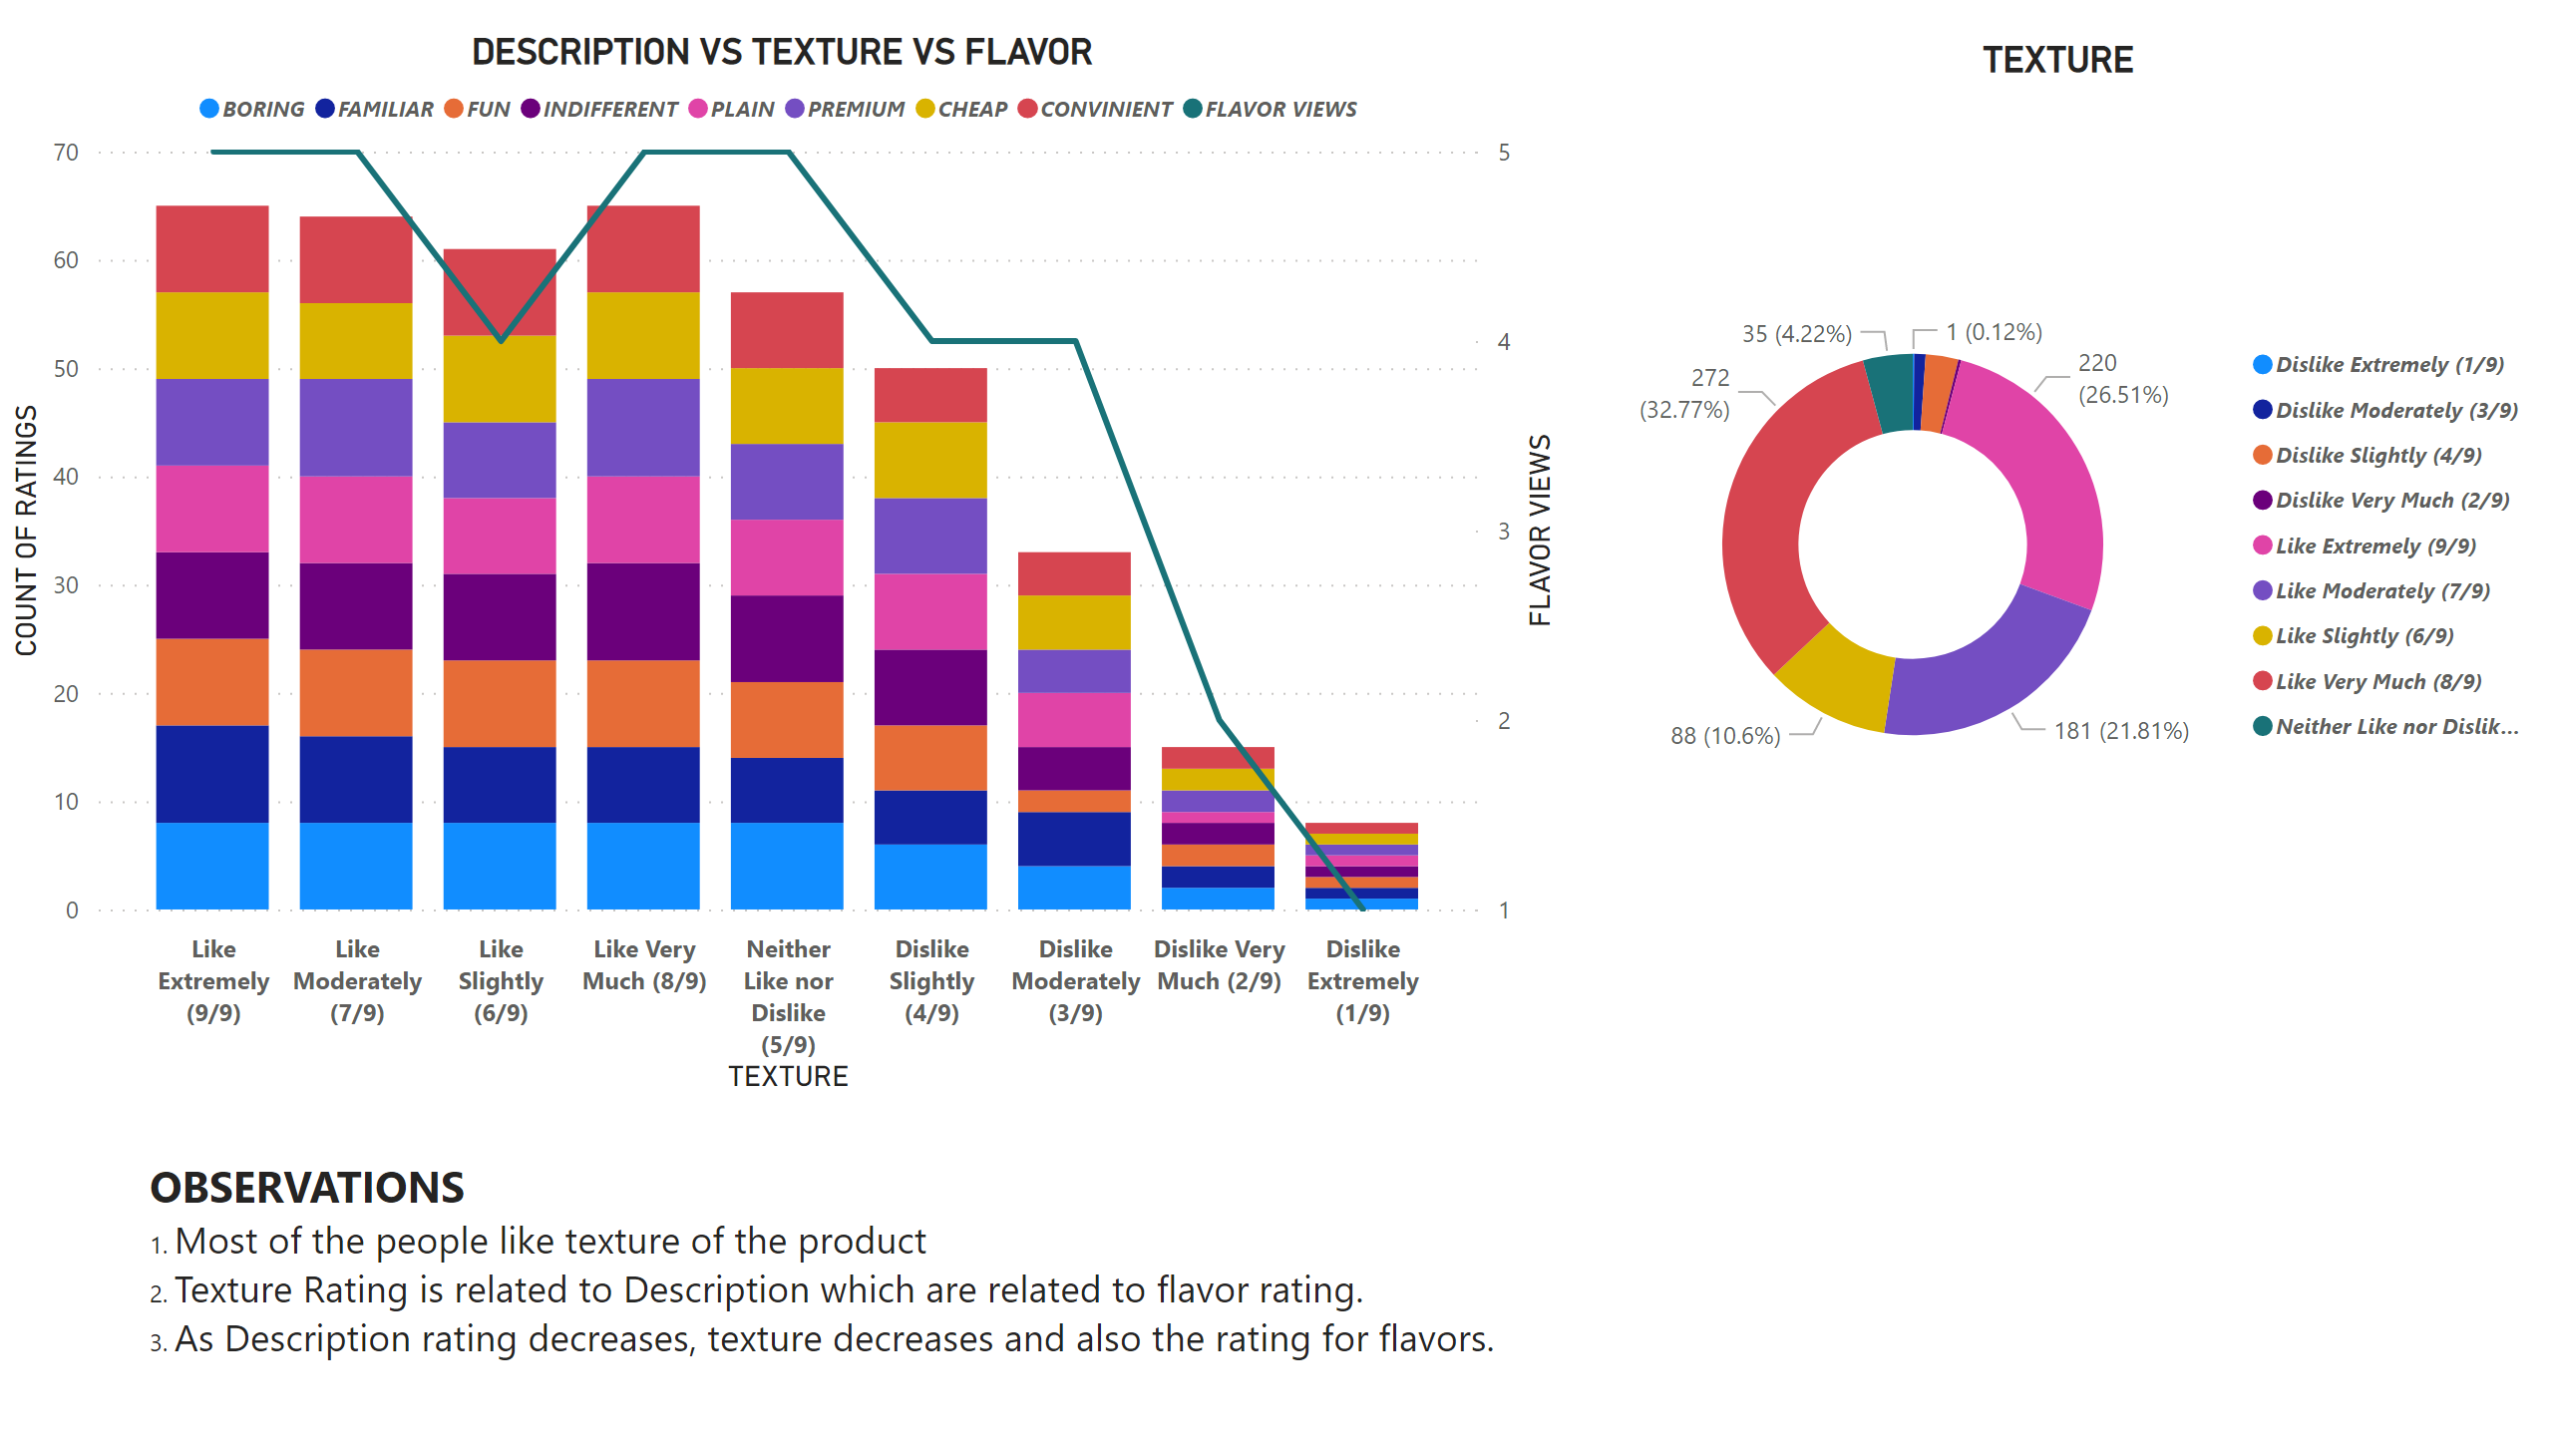 DESCRIPTION VS TEXTURE VS FLAVOR
BORING FAMILIAR FUN INDIFFERENT PLAIN PREMIUM CHEAP CONVINIENT FLAVOR VIEWS
70
60
50
40
30
20
10
0
COUNT OF RATINGS
5
4
3
2
1
FLAVOR VIEWS
Like
Extremely
(9/9)
Like
Moderately
(7/9)
Like
Slightly
(6/9)
Like Very
Much (8/9)
Neither
Like nor
Dislike
(5/9)
Dislike
Slightly
(4/9)
Dislike
Moderately
(3/9)
Dislike Very
Much (2/9)
Dislike
Extremely
(1/9)
TEXTURE
TEXTURE
35 (4.22%)
1 (0.12%)
272
(32.77%)
220
(26.51%)
88 (10.6%)
181 (21.81%)
Dislike Extremely (1/9)
Dislike Moderately (3/9)
Dislike Slightly (4/9)
Dislike Very Much (2/9)
Like Extremely (9/9)
Like Moderately (7/9)
Like Slightly (6/9)
Like Very Much (8/9)
Neither Like nor Dislik...
OBSERVATIONS
1. Most of the people like texture of the product
2. Texture Rating is related to Description which are related to flavor rating.
3. As Description rating decreases, texture decreases and also the rating for flavors.